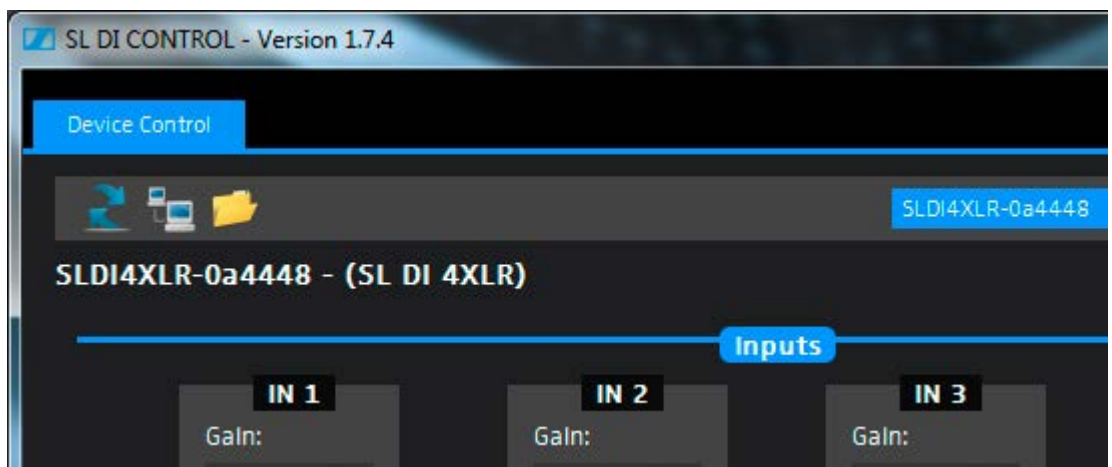 SL DI CONTROL - Version 1.7.4
Device Control
SLDI4XLR-0a4448
SLDI4XLR-0a4448 - (SL DI 4XLR)
Inputs
IN 1 IN 2 IN 3
Gain: Gain: Gain: